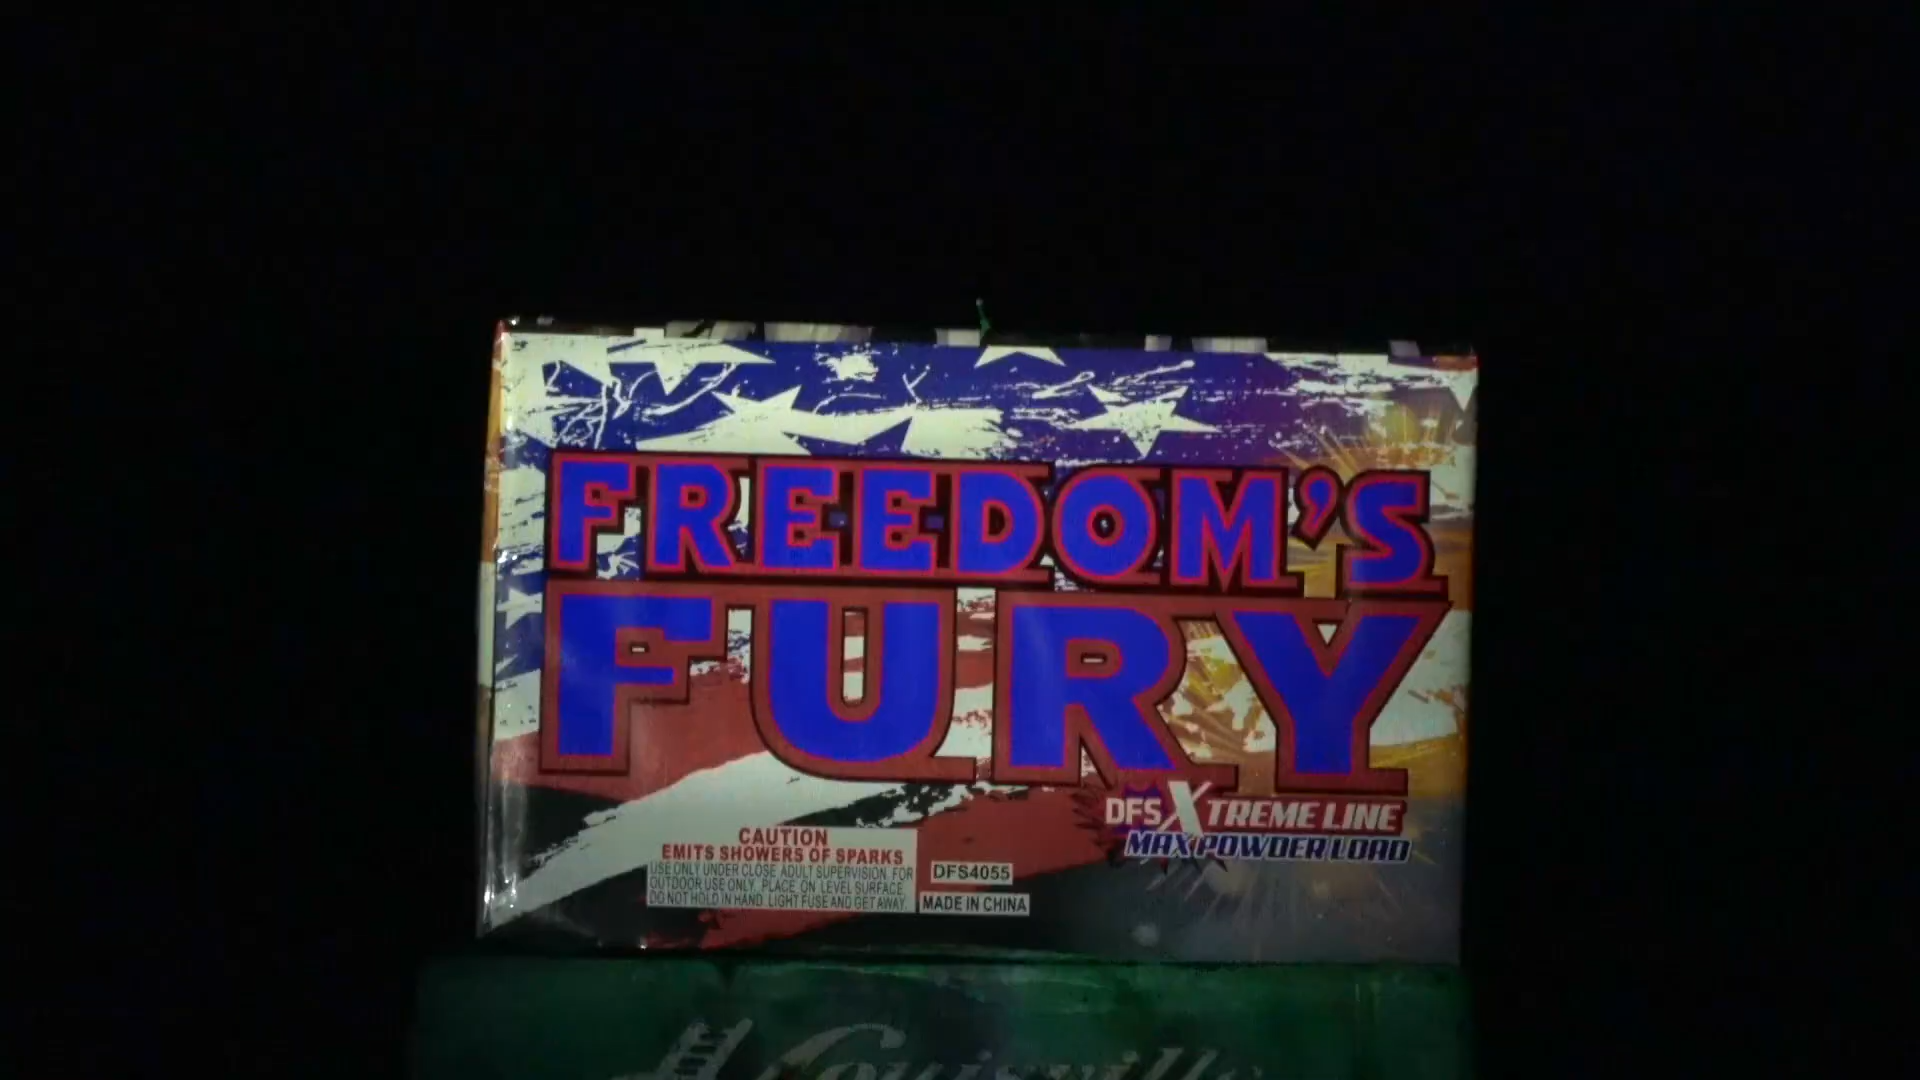 FREEDOM'S
FURY
DFS XTREME LINE
MAX POWDER LOAD
CAUTION
EMITS SHOWERS OF SPARKS
USE ONLY UNDER CLOSE ADULT SUPERVISION. FOR
OUTDOOR USE ONLY. PLACE ON LEVEL SURFACE.
DO NOT HOLD IN HAND. LIGHT FUSE AND GET AWAY.
DFS4055
MADE IN CHINA
Louisville